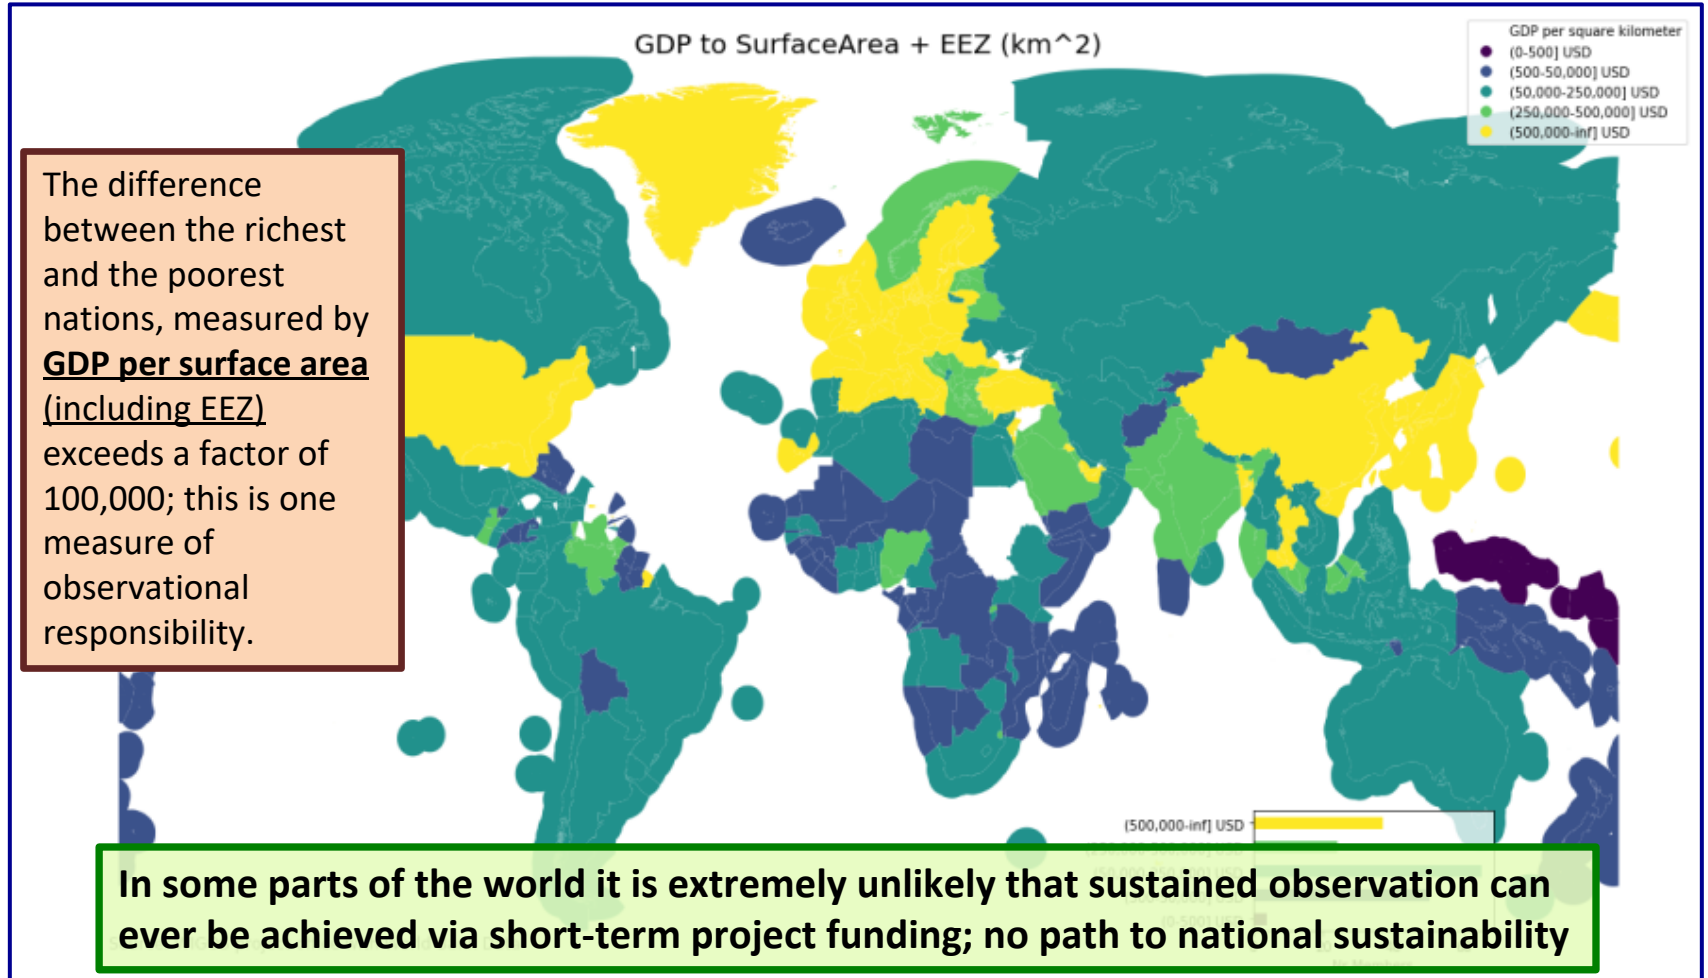 GDP to SurfaceArea + EEZ (km^2)
GDP per square kilometer
(0-500] USD
(500-50,000] USD
(50,000-250,000] USD
(250,000-500,000] USD
(500,000-inf] USD
The difference
between the richest
and the poorest
nations, measured by
GDP per surface area
(including EEZ)
exceeds a factor of
100,000; this is one
measure of
observational
responsibility.
(500,000-inf] USD
In some parts of the world it is extremely unlikely that sustained observation can
ever be achieved via short-term project funding; no path to national sustainability